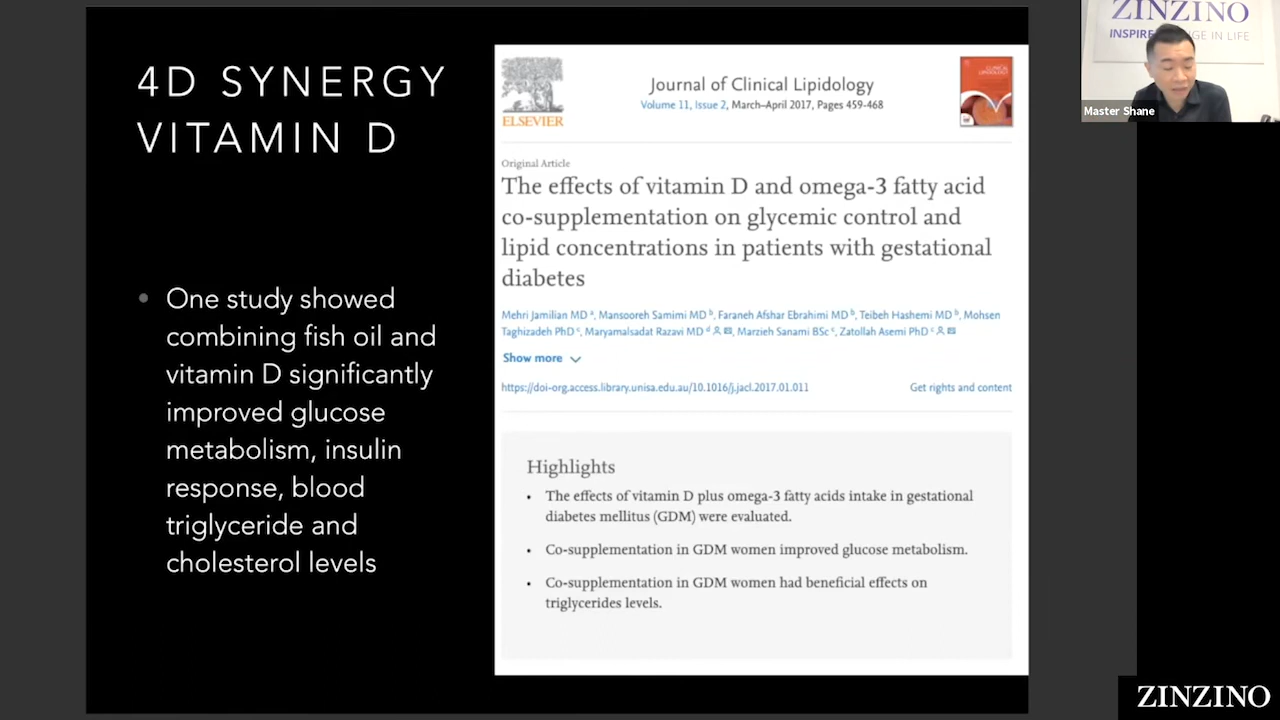 4D SYNERGY
VITAMIN D
One study showed
combining fish oil and
vitamin D significantly
improved glucose
metabolism, insulin
response, blood
triglyceride and
cholesterol levels
ELSEVIER
Journal of Clinical Lipidology
Volume 11, Issue 2, March–April 2017, Pages 459-468
Original Article
The effects of vitamin D and omega-3 fatty acid
co-supplementation on glycemic control and
lipid concentrations in patients with gestational
diabetes
Mehri Jamilian MD a, Mansooreh Samimi MD b, Faraneh Afshar Ebrahimi MD b, Teibeh Hashemi MD b, Mohsen
Taghizadeh PhD c, Maryamalsadat Razavi MD d, Marzieh Sanami BSc c, Zatollah Asemi PhD c
Show more
https://doi-org.access.library.unisa.edu.au/10.1016/j.jacl.2017.01.011
Get rights and content
Highlights
• The effects of vitamin D plus omega-3 fatty acids intake in gestational
diabetes mellitus (GDM) were evaluated.
• Co-supplementation in GDM women improved glucose metabolism.
• Co-supplementation in GDM women had beneficial effects on
triglycerides levels.
ZINZINO
INSPIRE GE IN LIFE
Master Shane
ZINZINO